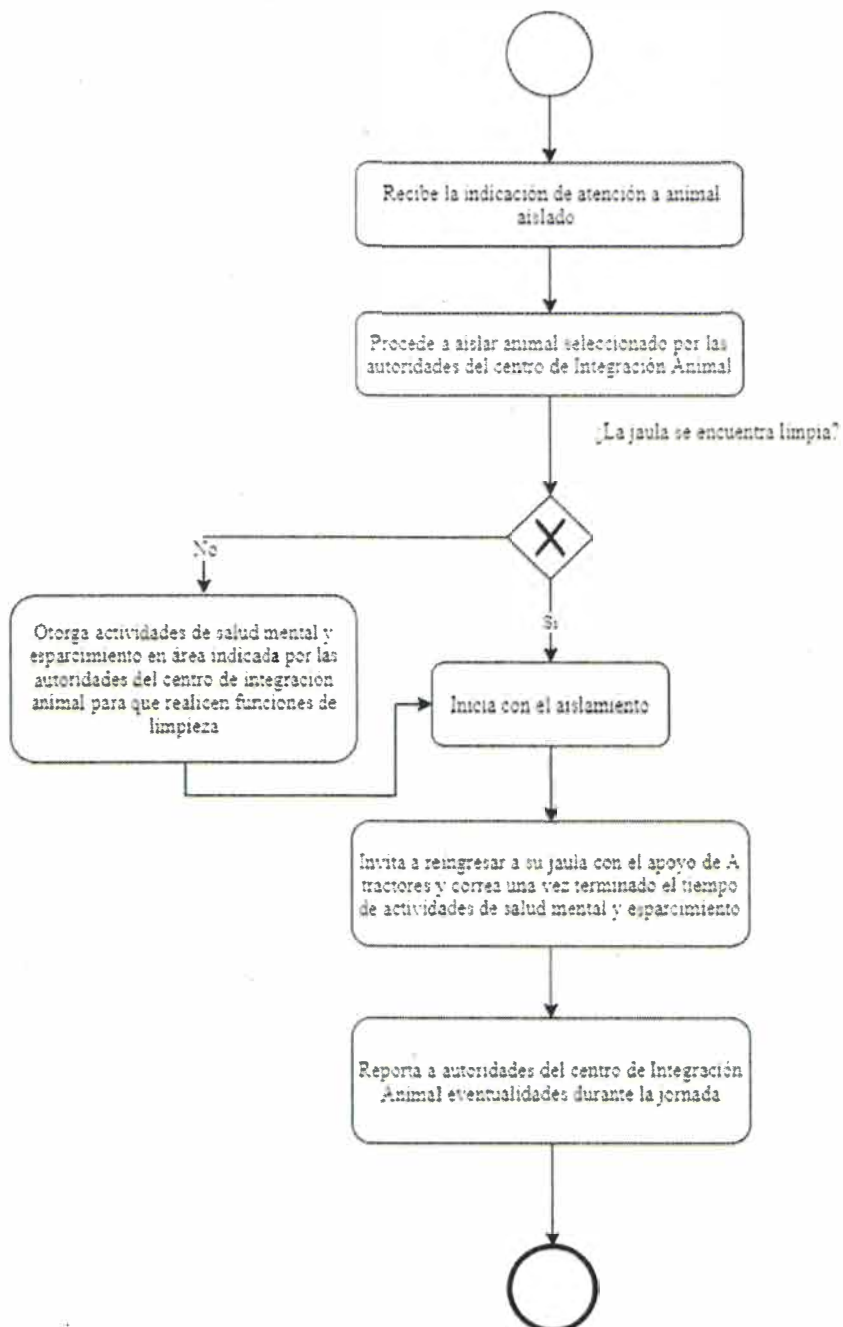 Recibe la indicación de atención a animal
aislado
Procede a aislar animal seleccionado por las
autoridades del centro de Integración Animal
¿La jaula se encuentra limpia?
No
Si
Otorga actividades de salud mental y
esparcimiento en área indicada por las
autoridades del centro de integración
animal para que realicen funciones de
limpieza
Inicia con el aislamiento
Invita a reingresar a su jaula con el apoyo de A
tractores y correa una vez terminado el tiempo
de actividades de salud mental y esparcimiento
Reporta a autoridades del centro de Integración
Animal eventualidades durante la jornada